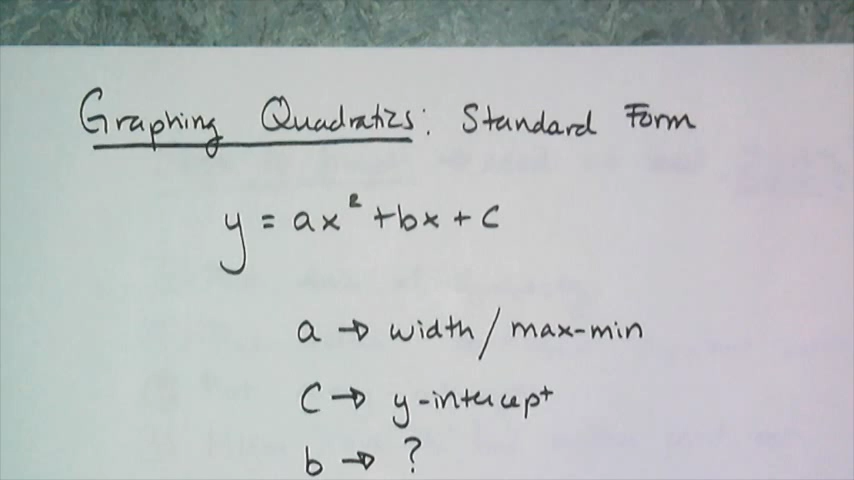 Graphing Quadratics: Standard Form
y = ax² + bx + c
a → width / max-min
c → y-intercept
b → ?